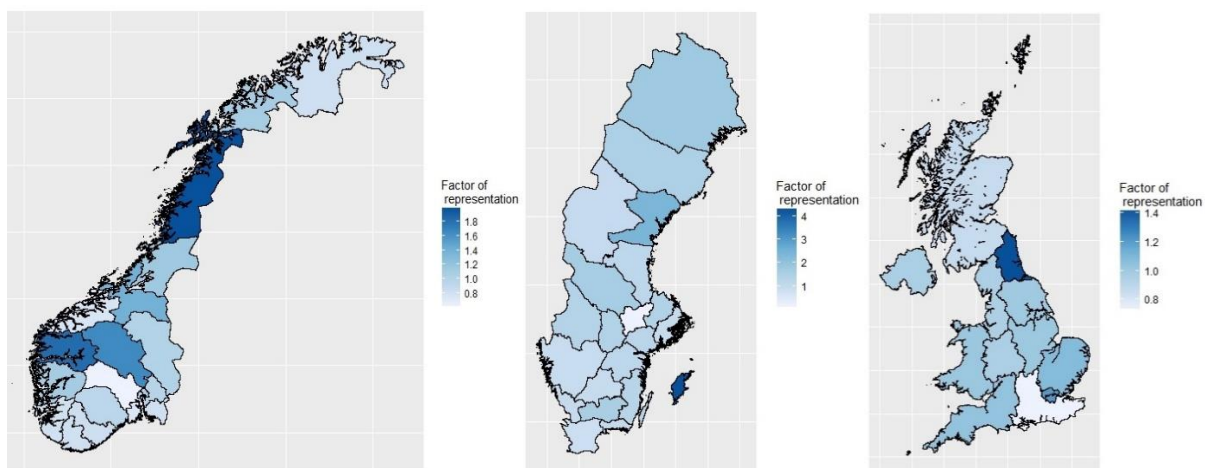 Factor of
representation
1.8
1.6
1.4
1.2
1.0
0.8
Factor of
representation
4
3
2
1
Factor of
representation
1.4
1.2
1.0
0.8